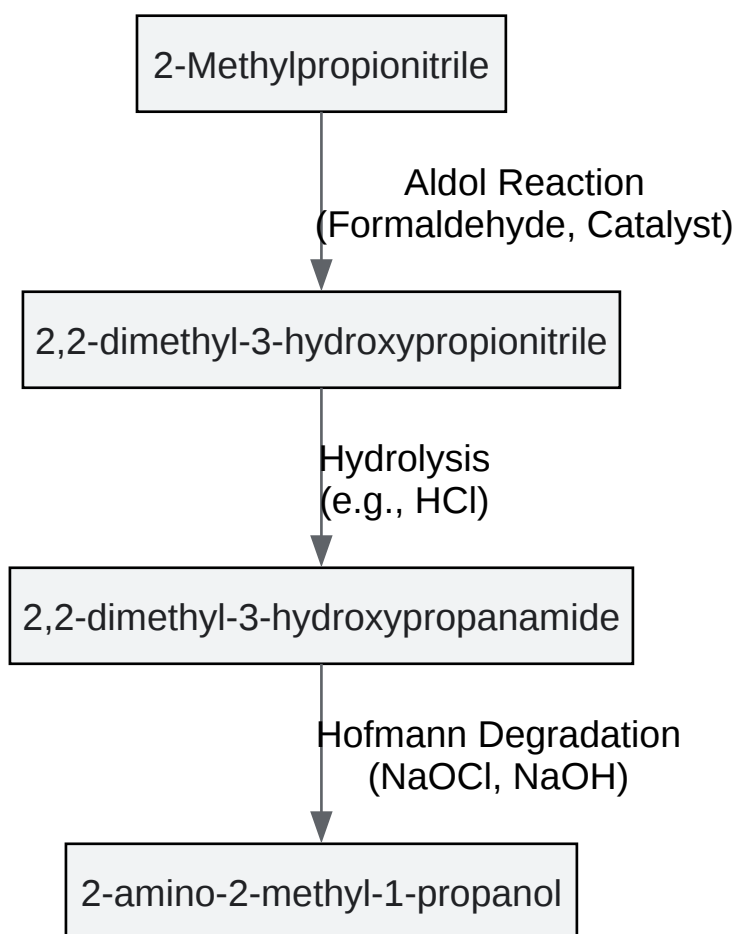 2-Methylpropionitrile
Aldol Reaction
(Formaldehyde, Catalyst)
2,2-dimethyl-3-hydroxypropionitrile
Hydrolysis
(e.g., HCl)
2,2-dimethyl-3-hydroxypropanamide
Hofmann Degradation
(NaOCl, NaOH)
2-amino-2-methyl-1-propanol